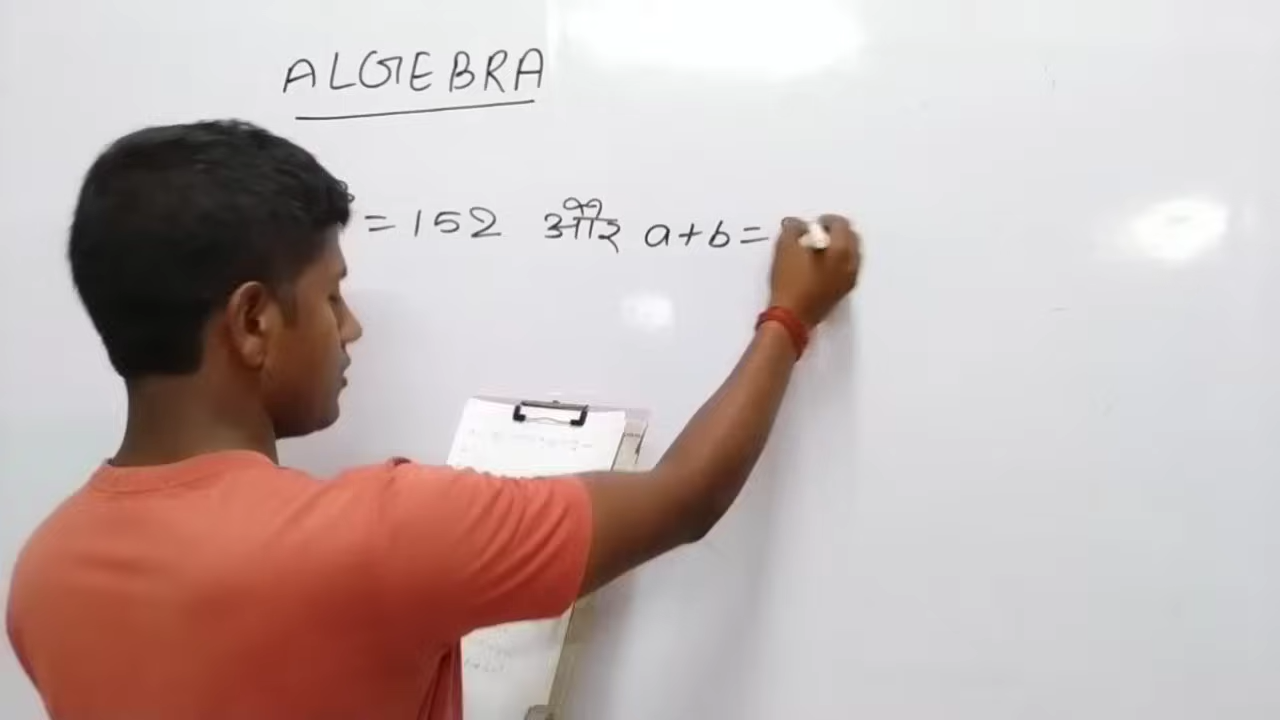 ALGEBRA
= 152 और a+b=